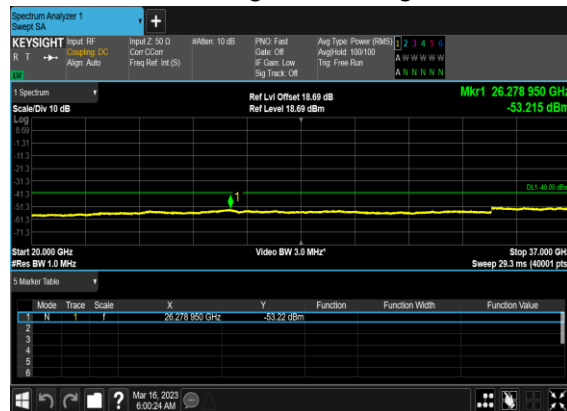 Spectrum Analyzer 1
Swept SA
KEYSIGHT Input: RF Input Z: 50 Ω #Atten: 10 dB PNO: Fast Avg Type: Power (RMS) 1 2 3 4 5 6
R T Coupling: DC Corr CCorr Gate: Off Avg|Hold: 100/100 A W W W W W
Align: Auto Freq Ref: Int (S) IF Gain: Low Trig: Free Run
Sig Track: Off A N N N N N
1 Spectrum Ref Lvl Offset 18.69 dB Mkr1 26.278 950 GHz
Scale/Div 10 dB Ref Level 18.69 dBm -53.215 dBm
Log
8.69
-1.31
-11.3
-21.3
-31.3
DL1 -40.00 dBm
-41.3
1
-51.3
-61.3
-71.3
Start 20.000 GHz Video BW 3.0 MHz* Stop 37.000 GHz
#Res BW 1.0 MHz Sweep 29.3 ms (40001 pts)
5 Marker Table
Mode Trace Scale X Y Function Function Width Function Value
1 N 1 f 26.278 950 GHz -53.22 dBm
2
3
4
5
6
? Mar 16, 2023
6:00:24 AM